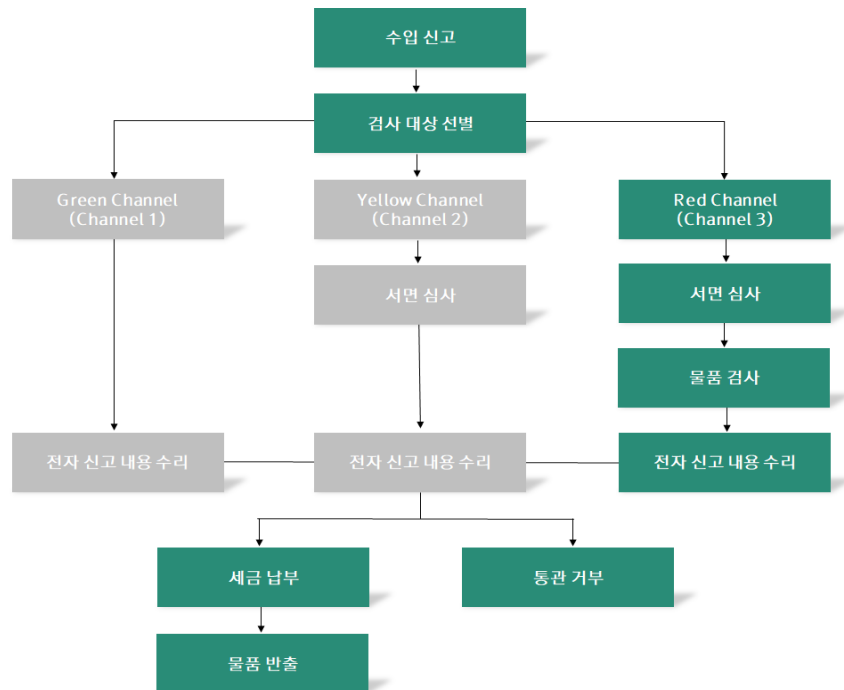 수입 신고
검사 대상 선별
Green Channel
(Channel 1)
Yellow Channel
(Channel 2)
Red Channel
(Channel 3)
서면 심사
서면 심사
물품 검사
전자 신고 내용 수리
전자 신고 내용 수리
전자 신고 내용 수리
세금 납부
통관 거부
물품 반출